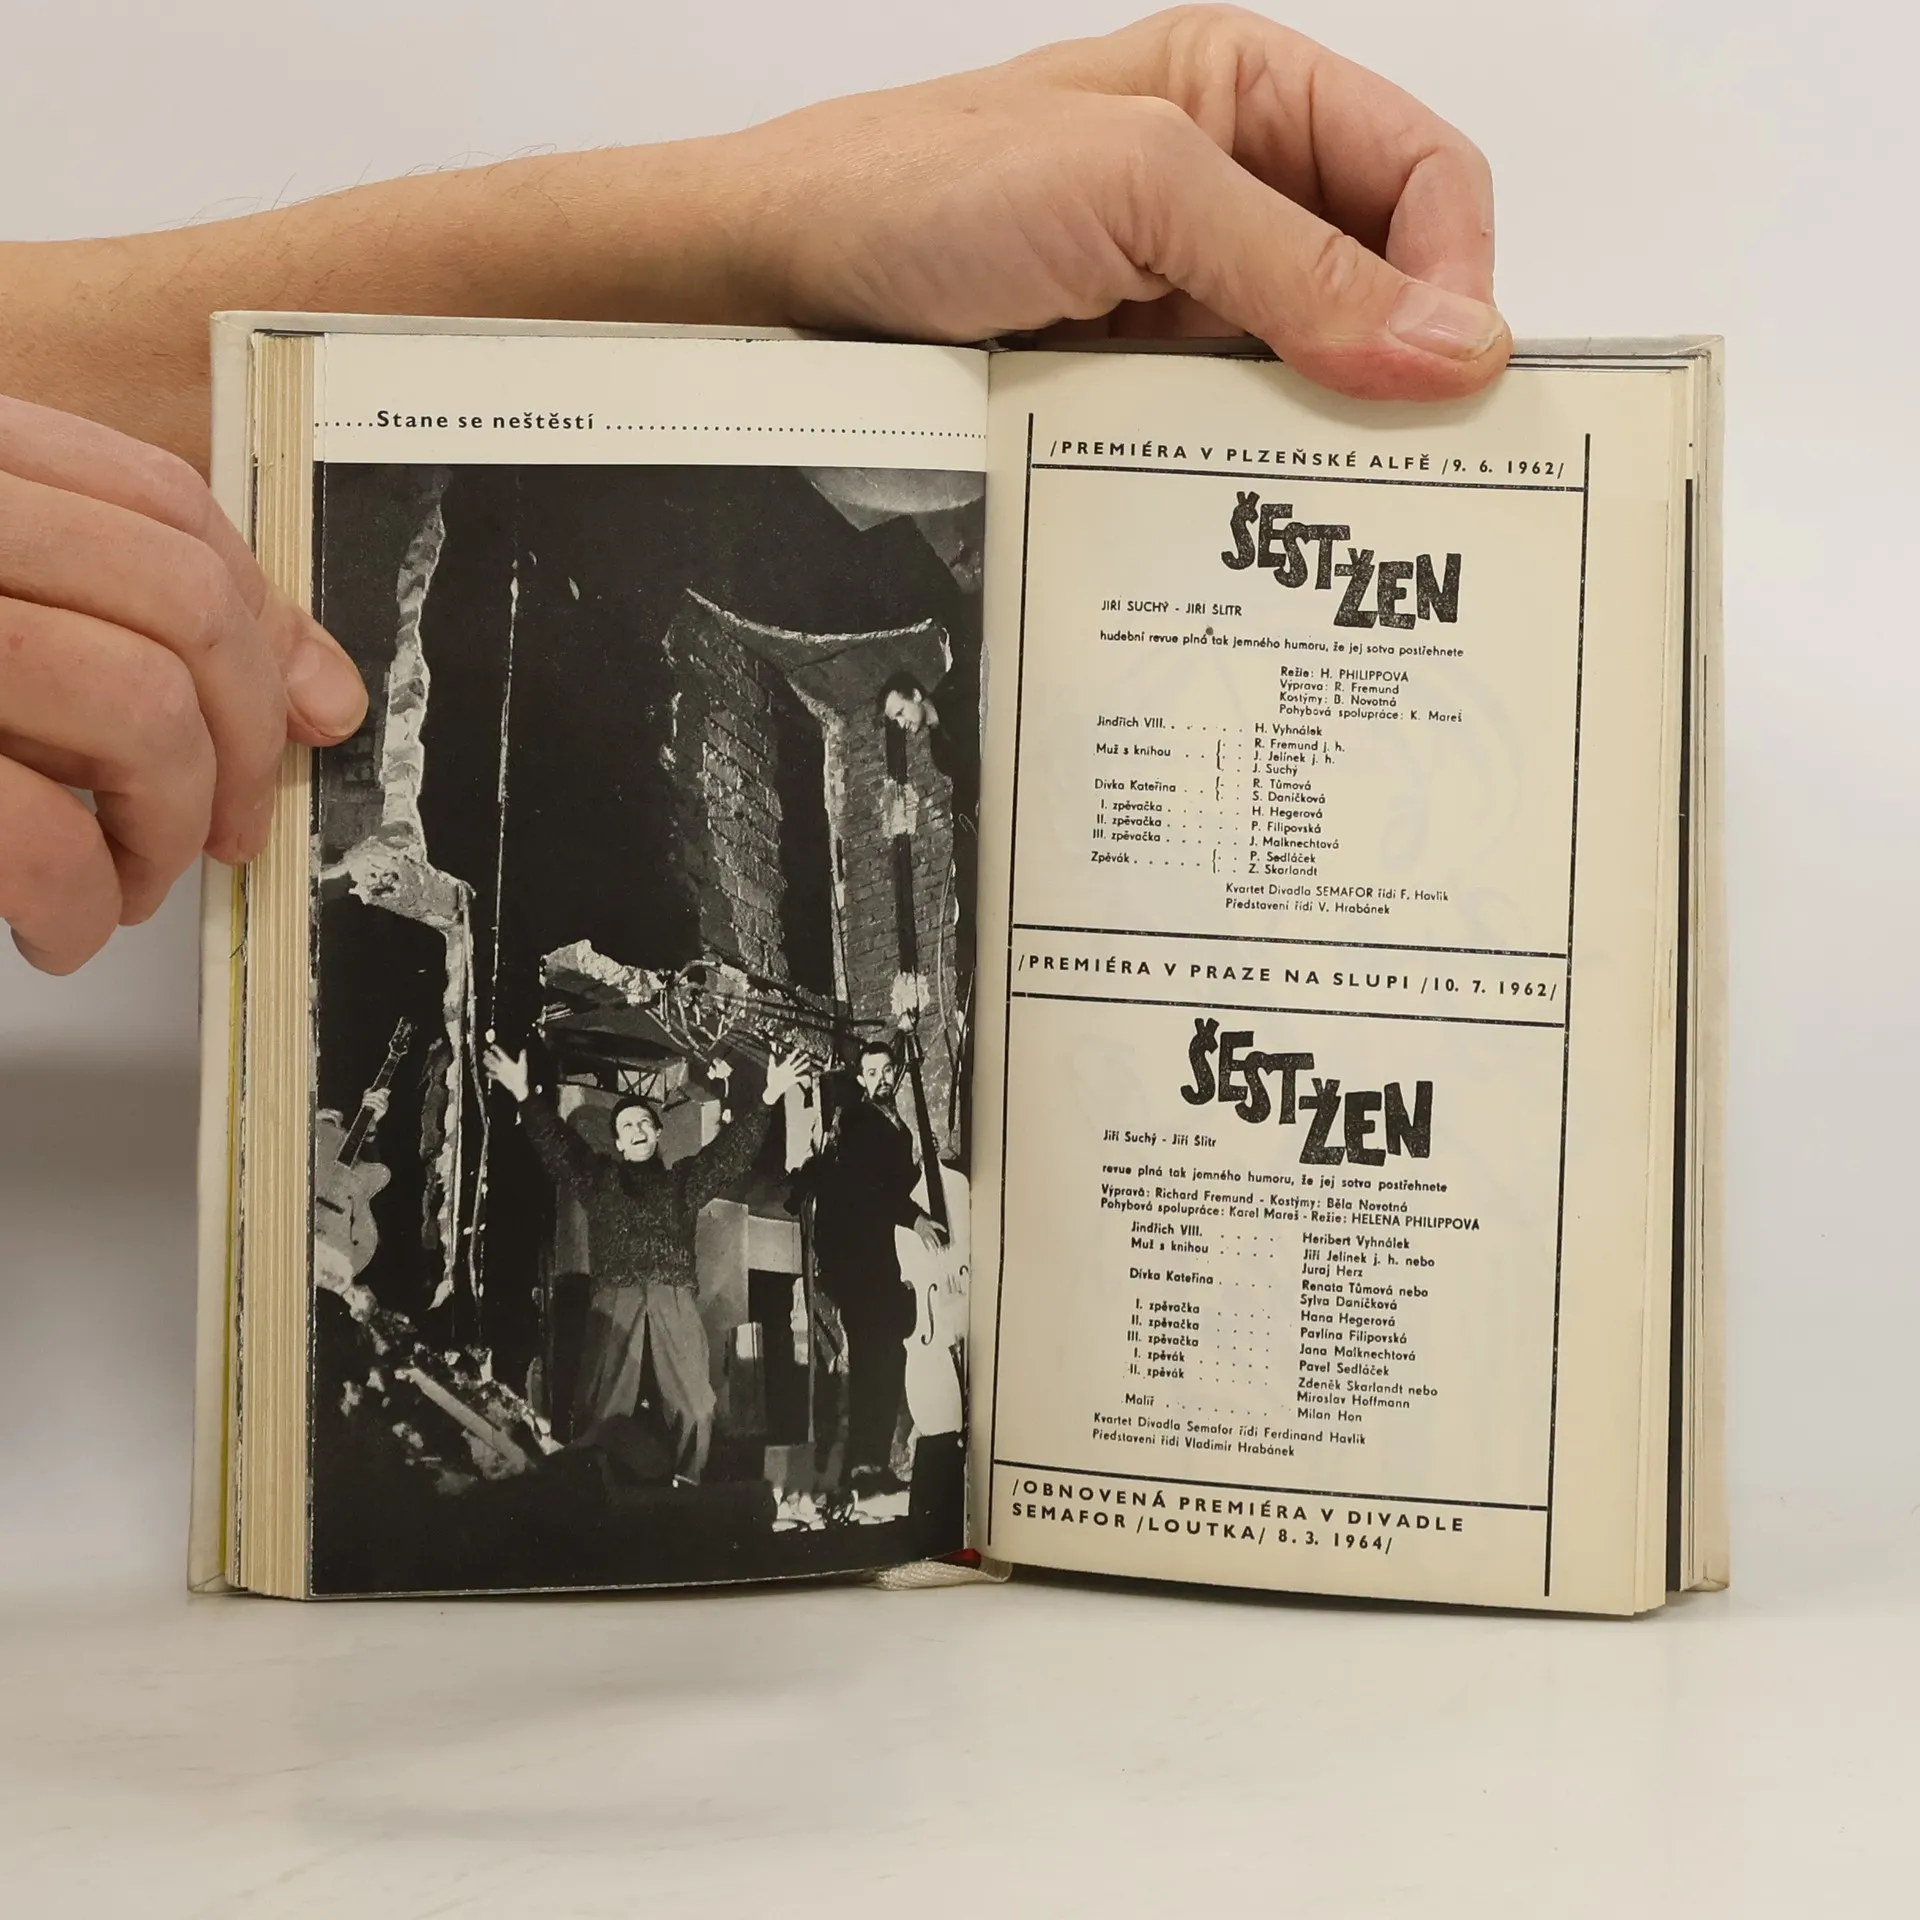 ......Stane se neštěstí ........................................
/PREMIÉRA V PLZEŇSKÉ ALFĚ /9. 6. 1962/
ŠEST ŽEN
JIŘÍ SUCHÝ - JIŘÍ ŠLITR
hudební revue plná tak jemného humoru, že jej sotva postřehnete
Režie: H. PHILIPPOVÁ
Výprava: R. Fremund
Kostýmy: B. Novotná
Pohybová spolupráce: K. Mareš
Jindřich VIII. . . . . . . H. Vyhnálek
Muž s knihou . . { . . R. Fremund j. h.
. . J. Jelínek j. h.
. . J. Suchý
Dívka Kateřina . . { . . R. Tůmová
. . S. Daníčková
I. zpěvačka . . . . . . H. Hegerová
II. zpěvačka . . . . . . P. Filipovská
III. zpěvačka . . . . . . J. Malknechtová
Zpěvák . . . . . { . . P. Sedláček
. . Z. Skarlandt
Kvartet Divadla SEMAFOR řídí F. Havlík
Představení řídí V. Hrabánek
/PREMIÉRA V PRAZE NA SLUPI /10. 7. 1962/
ŠEST ŽEN
Jiří Suchý - Jiří Šlitr
revue plná tak jemného humoru, že jej sotva postřehnete
Výprava: Richard Fremund - Kostýmy: Běla Novotná
Pohybová spolupráce: Karel Mareš - Režie: HELENA PHILIPPOVÁ
Jindřich VIII. . . . . Heribert Vyhnálek
Muž s knihou . . . . Jiří Jelínek j. h. nebo
Juraj Herz
Dívka Kateřina . . . . Renata Tůmová nebo
Sylva Daníčková
I. zpěvačka . . . . Hana Hegerová
II. zpěvačka . . . . Pavlína Filipovská
III. zpěvačka . . . . Jana Malknechtová
I. zpěvák . . . . . Pavel Sedláček
II. zpěvák . . . . . Zdeněk Skarlandt nebo
Miroslav Hoffmann
Malíř . . . . . . . Milan Hon
Kvartet Divadla Semafor řídí Ferdinand Havlík
Představení řídí Vladimír Hrabánek
/OBNOVENÁ PREMIÉRA V DIVADLE
SEMAFOR /LOUTKA/ 8. 3. 1964/